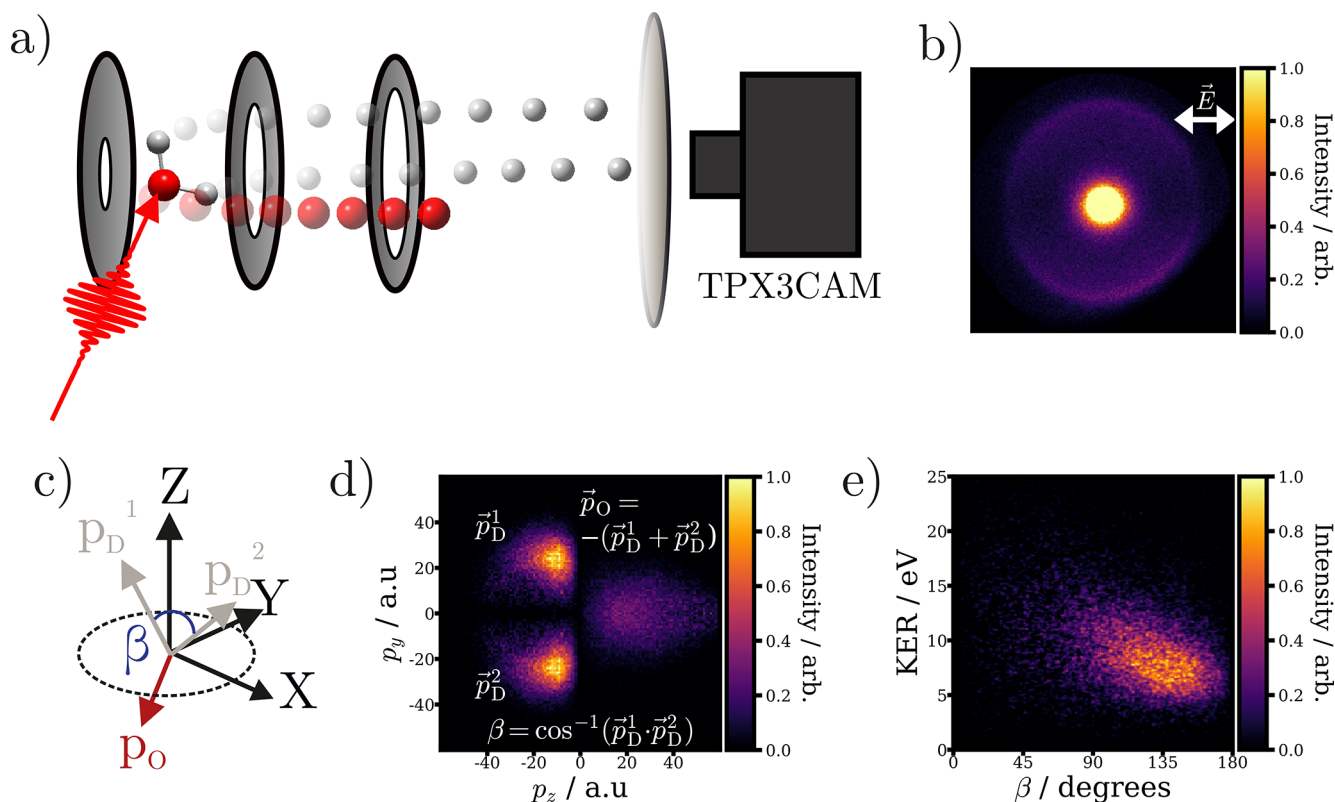 a)
TPX3CAM
b)
E⃗
1.0
0.8
0.6
0.4
0.2
0.0
Intensity / arb.
c)
Z
Y
X
p_D^1
p_D^2
β
p_O
d)
p⃗_D^1
p⃗_D^2
p⃗_O =
-(p⃗_D^1 + p⃗_D^2)
β = cos⁻¹(p⃗_D^1·p⃗_D^2)
40
20
0
-20
-40
p_y / a.u
-40
-20
0
20
40
p_z / a.u
1.0
0.8
0.6
0.4
0.2
0.0
Intensity / arb.
e)
25
20
15
10
5
0
KER / eV
0
45
90
135
180
β / degrees
1.0
0.8
0.6
0.4
0.2
0.0
Intensity / arb.